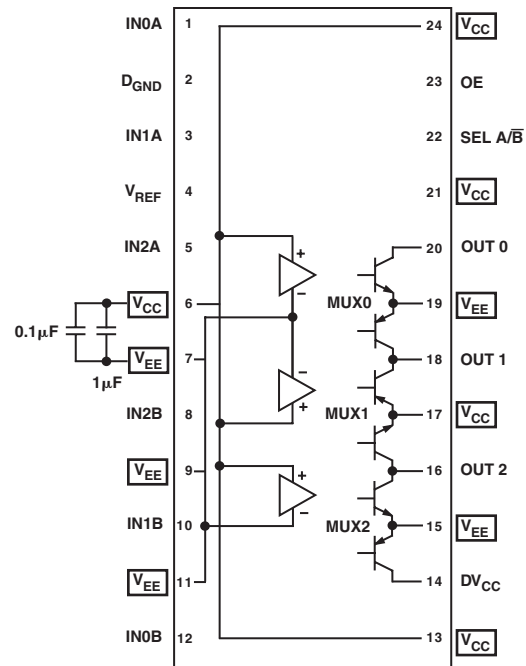 IN0A 1 24 VCC
DGND 2 23 OE
IN1A 3 22 SEL A/B̅
VREF 4 21 VCC
IN2A 5 20 OUT 0
+
−
MUX0
VCC 6 19 VEE
0.1μF
1μF
VEE 7 18 OUT 1
−
+
IN2B 8 MUX1 17 VCC
VEE 9 16 OUT 2
+
−
IN1B 10 MUX2 15 VEE
VEE 11 14 DVCC
IN0B 12 13 VCC